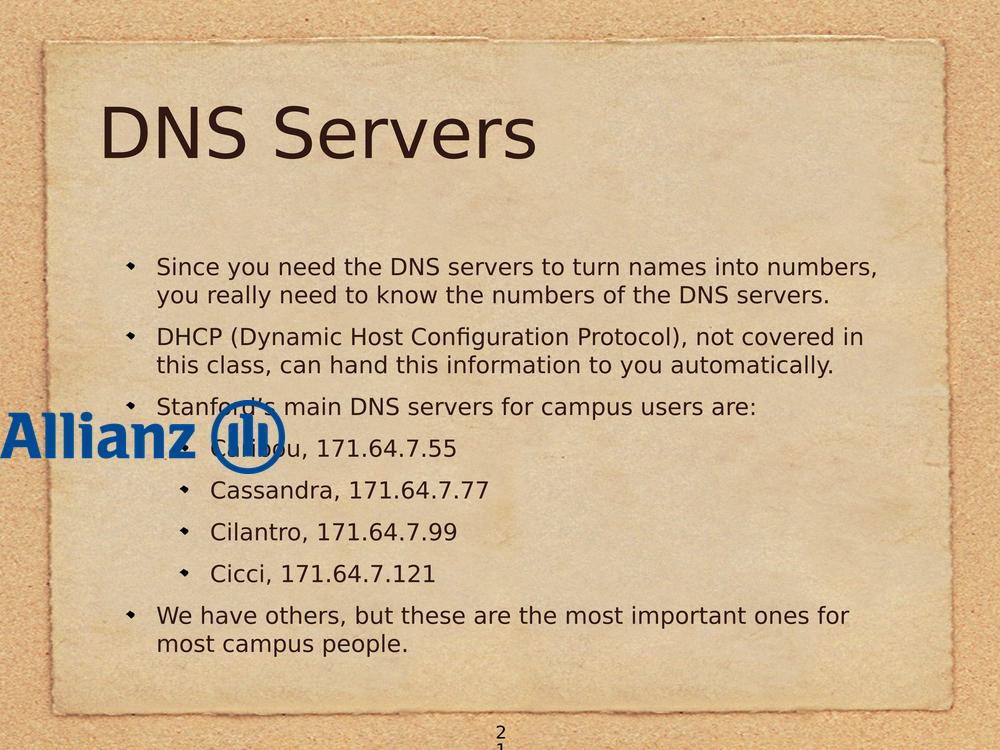 DNS Servers
Since you need the DNS servers to turn names into numbers,
you really need to know the numbers of the DNS servers.
DHCP (Dynamic Host Configuration Protocol), not covered in
this class, can hand this information to you automatically.
Stanford's main DNS servers for campus users are:
Allianz
Caribou, 171.64.7.55
Cassandra, 171.64.7.77
Cilantro, 171.64.7.99
Cicci, 171.64.7.121
We have others, but these are the most important ones for
most campus people.
2
1